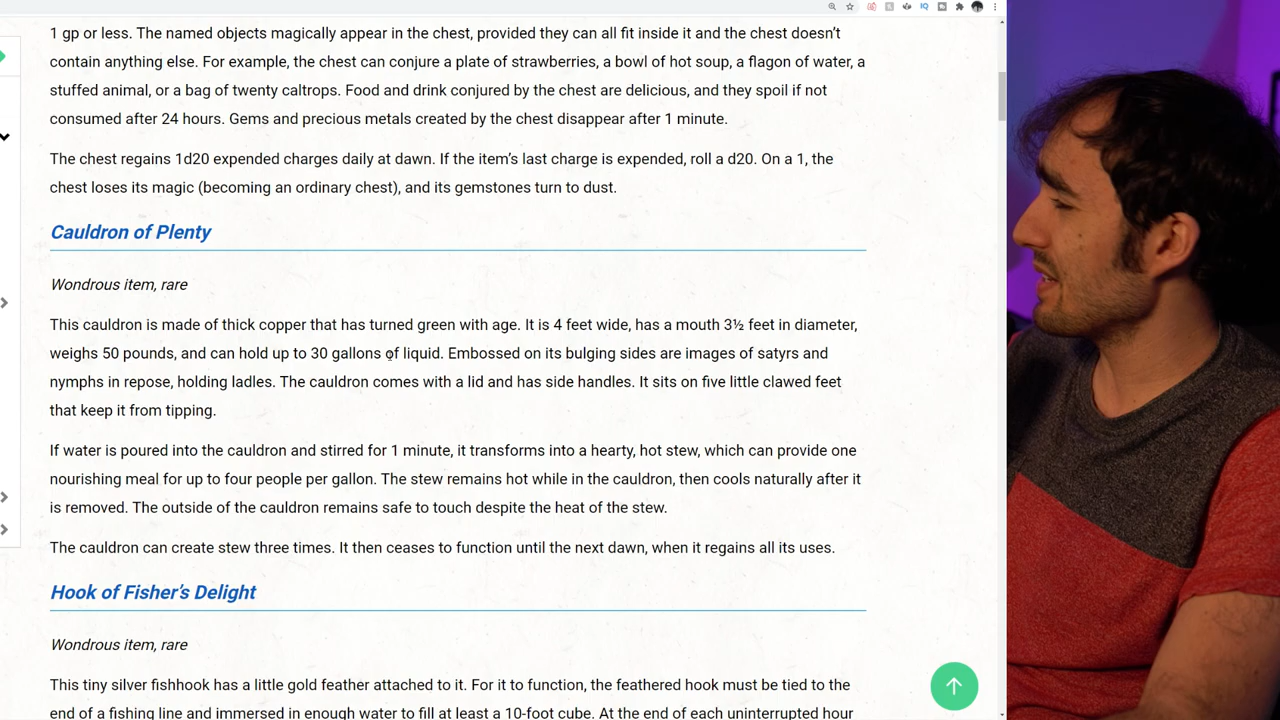 1 gp or less. The named objects magically appear in the chest, provided they can all fit inside it and the chest doesn’t
contain anything else. For example, the chest can conjure a plate of strawberries, a bowl of hot soup, a flagon of water, a
stuffed animal, or a bag of twenty caltrops. Food and drink conjured by the chest are delicious, and they spoil if not
consumed after 24 hours. Gems and precious metals created by the chest disappear after 1 minute.
The chest regains 1d20 expended charges daily at dawn. If the item’s last charge is expended, roll a d20. On a 1, the
chest loses its magic (becoming an ordinary chest), and its gemstones turn to dust.
Cauldron of Plenty
Wondrous item, rare
This cauldron is made of thick copper that has turned green with age. It is 4 feet wide, has a mouth 3½ feet in diameter,
weighs 50 pounds, and can hold up to 30 gallons of liquid. Embossed on its bulging sides are images of satyrs and
nymphs in repose, holding ladles. The cauldron comes with a lid and has side handles. It sits on five little clawed feet
that keep it from tipping.
If water is poured into the cauldron and stirred for 1 minute, it transforms into a hearty, hot stew, which can provide one
nourishing meal for up to four people per gallon. The stew remains hot while in the cauldron, then cools naturally after it
is removed. The outside of the cauldron remains safe to touch despite the heat of the stew.
The cauldron can create stew three times. It then ceases to function until the next dawn, when it regains all its uses.
Hook of Fisher’s Delight
Wondrous item, rare
This tiny silver fishhook has a little gold feather attached to it. For it to function, the feathered hook must be tied to the
end of a fishing line and immersed in enough water to fill at least a 10-foot cube. At the end of each uninterrupted hour